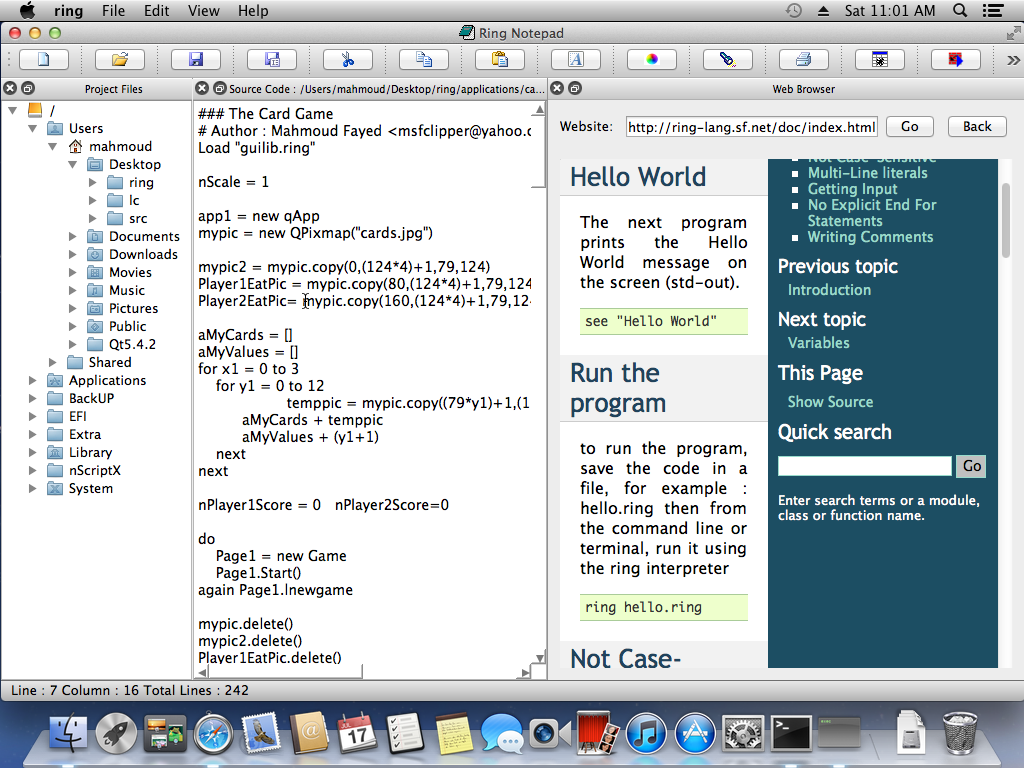 ring File Edit View Help Sat 11:01 AM
Ring Notepad
Project Files
/
Users
mahmoud
Desktop
ring
lc
src
Documents
Downloads
Movies
Music
Pictures
Public
Qt5.4.2
Shared
Applications
BackUP
EFI
Extra
Library
nScriptX
System
Source Code : /Users/mahmoud/Desktop/ring/applications/ca...
### The Card Game
# Author : Mahmoud Fayed <msfclipper@yahoo.c
Load "guilib.ring"
nScale = 1
app1 = new qApp
mypic = new QPixmap("cards.jpg")
mypic2 = mypic.copy(0,(124*4)+1,79,124)
Player1EatPic = mypic.copy(80,(124*4)+1,79,124
Player2EatPic= mypic.copy(160,(124*4)+1,79,124
aMyCards = []
aMyValues = []
for x1 = 0 to 3
for y1 = 0 to 12
temppic = mypic.copy((79*y1)+1,(1
aMyCards + temppic
aMyValues + (y1+1)
next
next
nPlayer1Score = 0 nPlayer2Score=0
do
Page1 = new Game
Page1.Start()
again Page1.lnewgame
mypic.delete()
mypic2.delete()
Player1EatPic.delete()
Web Browser
Website: http://ring-lang.sf.net/doc/index.html Go Back
Hello World
The next program
prints the Hello
World message on
the screen (std-out).
see "Hello World"
Run the
program
to run the program,
save the code in a
file, for example :
hello.ring then from
the command line or
terminal, run it using
the ring interpreter
ring hello.ring
Not Case-
Not Case-Sensitive
Multi-Line literals
Getting Input
No Explicit End For
Statements
Writing Comments
Previous topic
Introduction
Next topic
Variables
This Page
Show Source
Quick search
Go
Enter search terms or a module,
class or function name.
Line : 7 Column : 16 Total Lines : 242
17